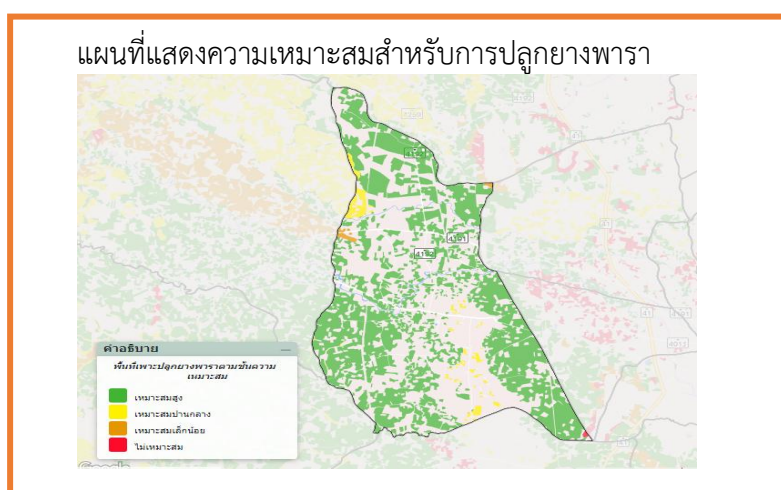 แผนที่แสดงความเหมาะสมสำหรับการปลูกยางพารา
4192
4191
41
คำอธิบาย
พื้นที่เพาะปลูกยางพาราตามชั้นความ
เหมาะสม
เหมาะสมสูง
เหมาะสมปานกลาง
เหมาะสมเล็กน้อย
ไม่เหมาะสม
Google